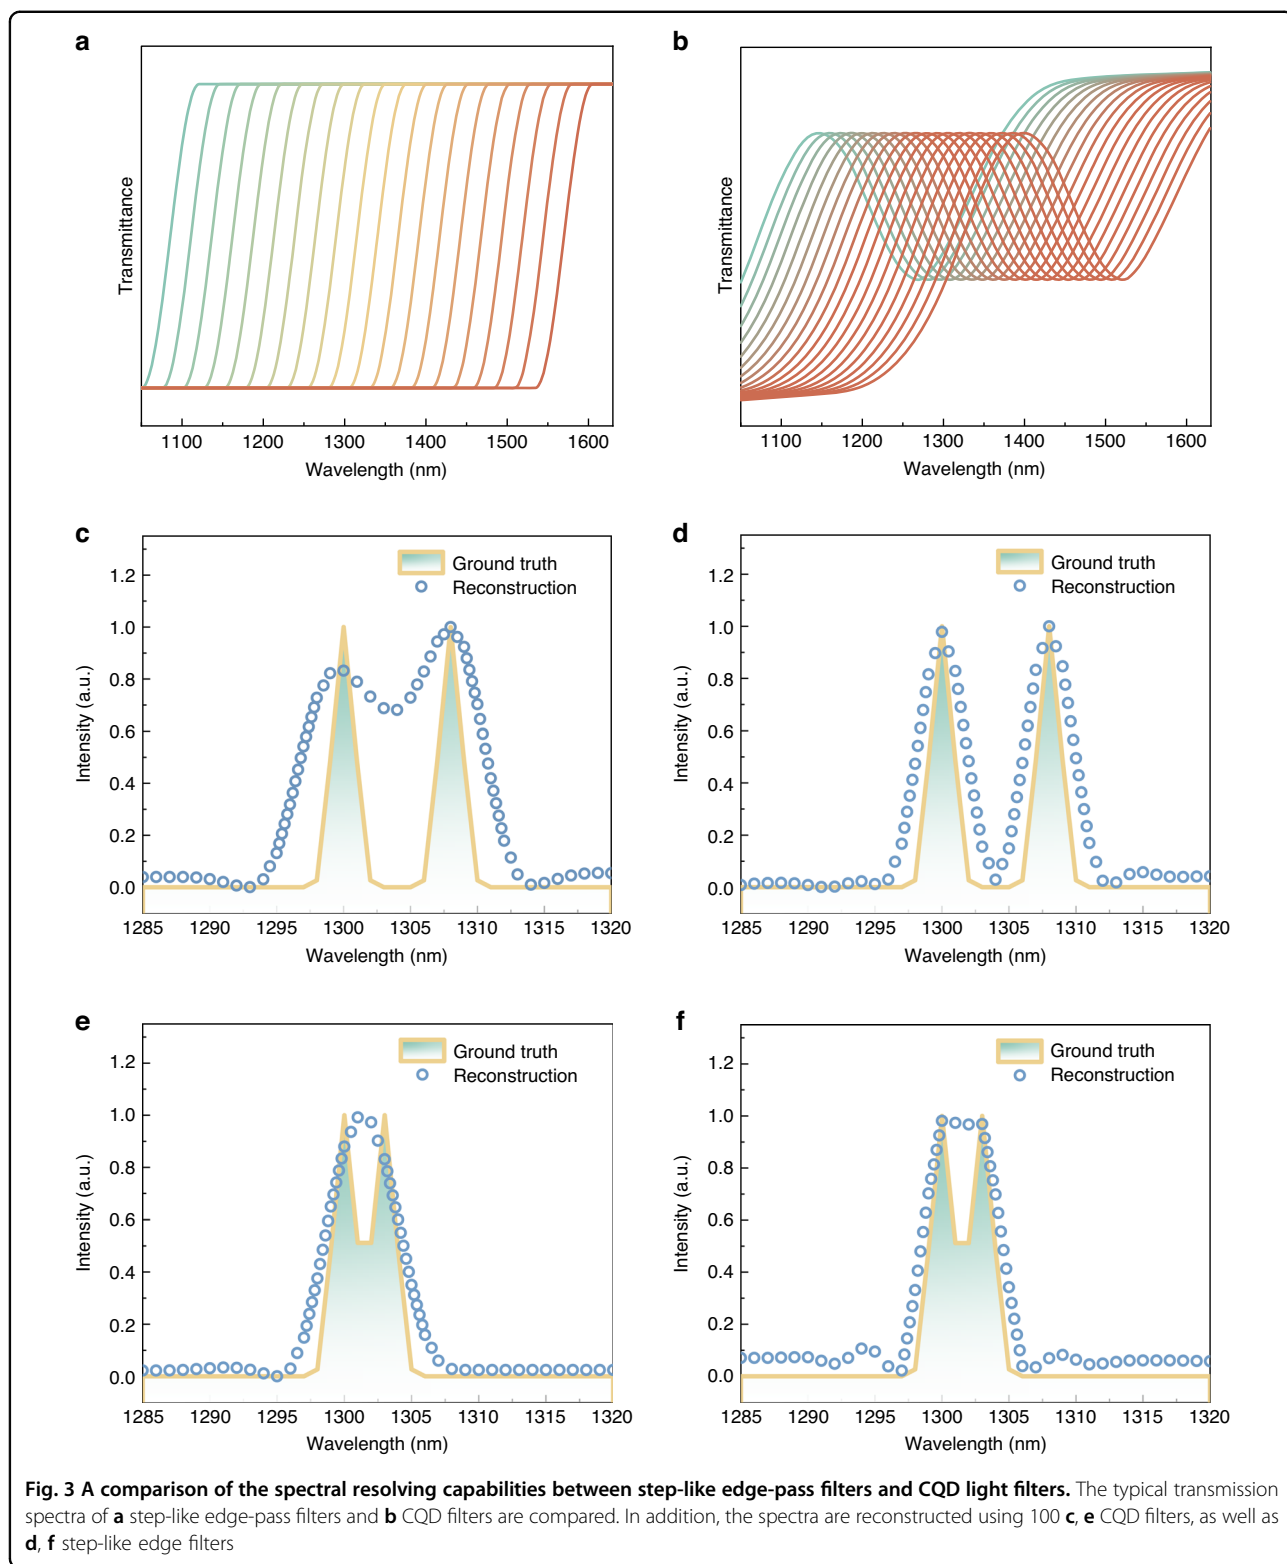 a
b
Transmittance
Transmittance
1100 1200 1300 1400 1500 1600
1100 1200 1300 1400 1500 1600
Wavelength (nm)
Wavelength (nm)
c
Ground truth
Reconstruction
1.2
1.0
0.8
0.6
0.4
0.2
0.0
Intensity (a.u.)
1285 1290 1295 1300 1305 1310 1315 1320
Wavelength (nm)
d
Ground truth
Reconstruction
1.2
1.0
0.8
0.6
0.4
0.2
0.0
Intensity (a.u.)
1285 1290 1295 1300 1305 1310 1315 1320
Wavelength (nm)
e
Ground truth
Reconstruction
1.2
1.0
0.8
0.6
0.4
0.2
0.0
Intensity (a.u.)
1285 1290 1295 1300 1305 1310 1315 1320
Wavelength (nm)
f
Ground truth
Reconstruction
1.2
1.0
0.8
0.6
0.4
0.2
0.0
Intensity (a.u.)
1285 1290 1295 1300 1305 1310 1315 1320
Wavelength (nm)
Fig. 3 A comparison of the spectral resolving capabilities between step-like edge-pass filters and CQD light filters. The typical transmission
spectra of a step-like edge-pass filters and b CQD filters are compared. In addition, the spectra are reconstructed using 100 c, e CQD filters, as well as
d, f step-like edge filters